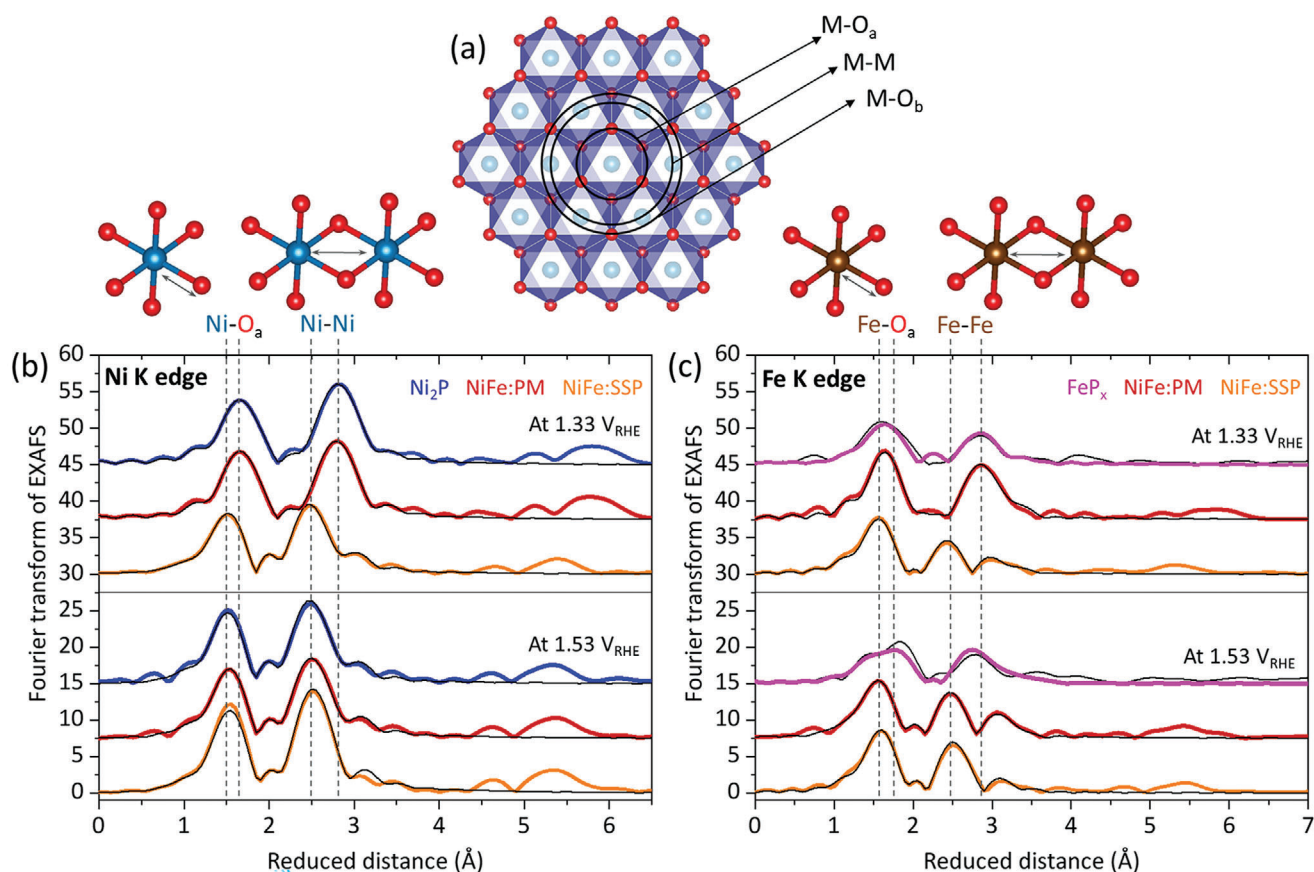 (a)
M-Oa
M-M
M-Ob
Ni-Oa
Ni-Ni
Fe-Oa
Fe-Fe
(b)
Ni K edge
Ni2P NiFe:PM NiFe:SSP
At 1.33 VRHE
At 1.53 VRHE
Fourier transform of EXAFS
60
55
50
45
40
35
30
25
20
15
10
5
0
0 1 2 3 4 5 6
Reduced distance (Å)
(c)
Fe K edge
FePx NiFe:PM NiFe:SSP
At 1.33 VRHE
At 1.53 VRHE
Fourier transform of EXAFS
60
55
50
45
40
35
30
25
20
15
10
5
0
0 1 2 3 4 5 6 7
Reduced distance (Å)